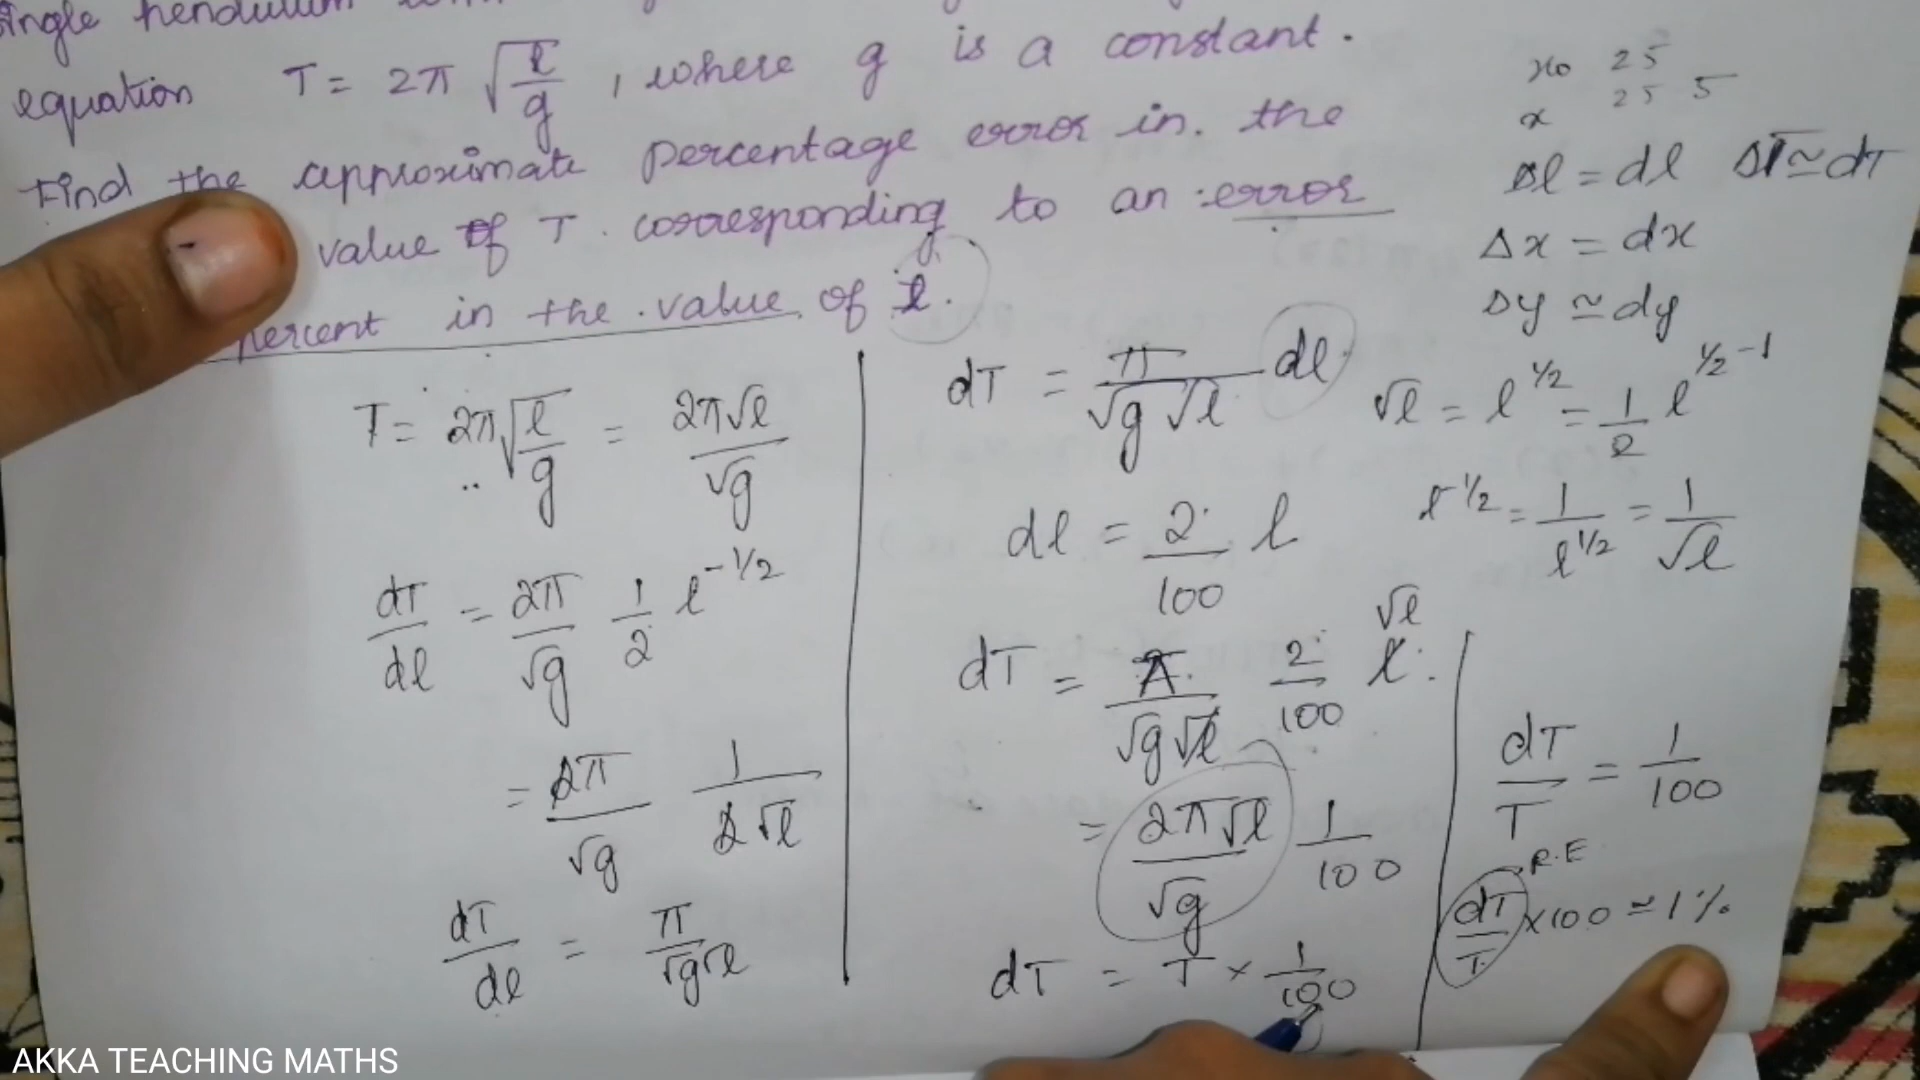 single pendulum
equation T = 2π √(l/g) , where g is a constant.
Find the approximate percentage error in. the
value of T. corresponding to an error
percent in the value of l.
x₀ 25
x 25 5
Δl = dl ΔT ≃ dT
Δx = dx
Δy ≃ dy
T = 2π √(l/g) = 2π√l / √g
dT/dl = 2π/√g 1/2 l^(-1/2)
= 2π/√g 1/(2√l)
dT/dl = π/(√g√l)
dT = π/(√g √l) dl
dl = 2/100 l
dT = π/(√g√l) 2/100 l √l
= 2π√l/√g 1/100
dT = T × 1/100
√l = l^(1/2) = 1/2 l^(1/2 - 1)
l^(-1/2) = 1/l^(1/2) = 1/√l
dT/T = 1/100
R.E
dT/T × 100 ≃ 1%
AKKA TEACHING MATHS